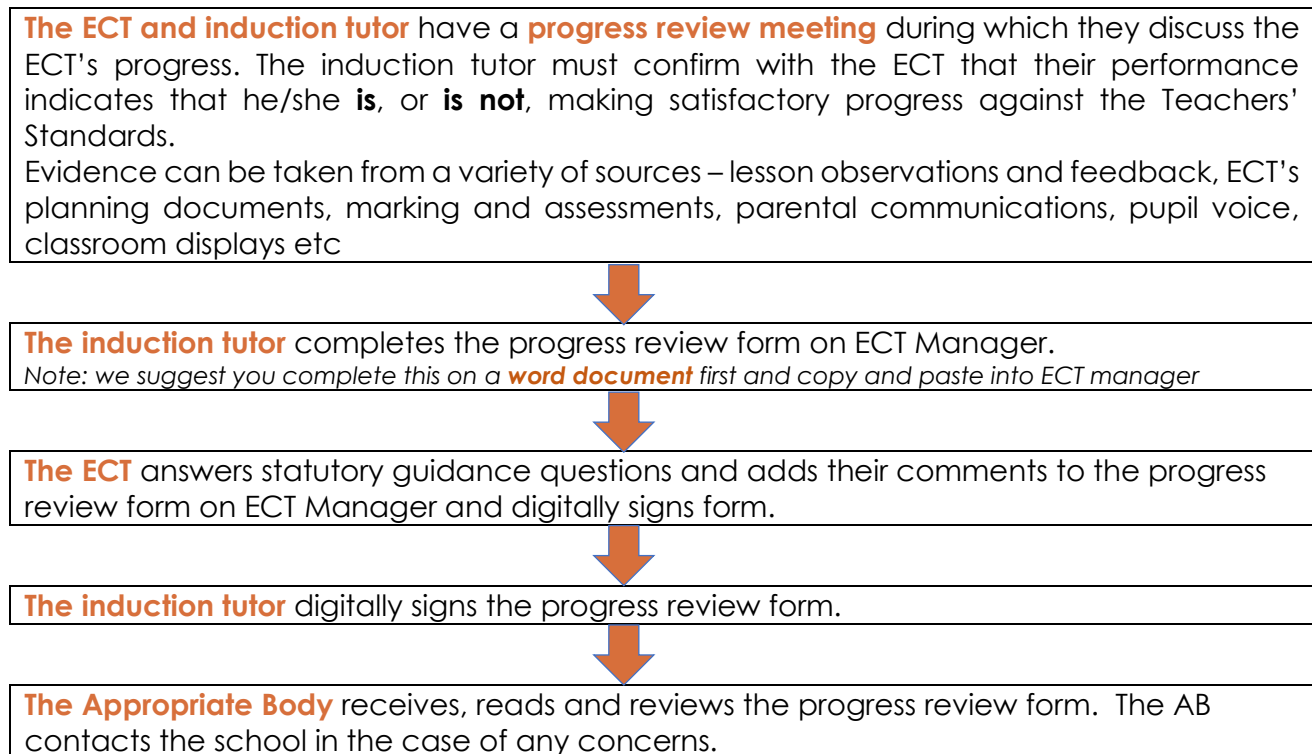 The ECT and induction tutor have a progress review meeting during which they discuss the
ECT’s progress. The induction tutor must confirm with the ECT that their performance
indicates that he/she is, or is not, making satisfactory progress against the Teachers’
Standards.
Evidence can be taken from a variety of sources – lesson observations and feedback, ECT’s
planning documents, marking and assessments, parental communications, pupil voice,
classroom displays etc
The induction tutor completes the progress review form on ECT Manager.
Note: we suggest you complete this on a word document first and copy and paste into ECT manager
The ECT answers statutory guidance questions and adds their comments to the progress
review form on ECT Manager and digitally signs form.
The induction tutor digitally signs the progress review form.
The Appropriate Body receives, reads and reviews the progress review form. The AB
contacts the school in the case of any concerns.